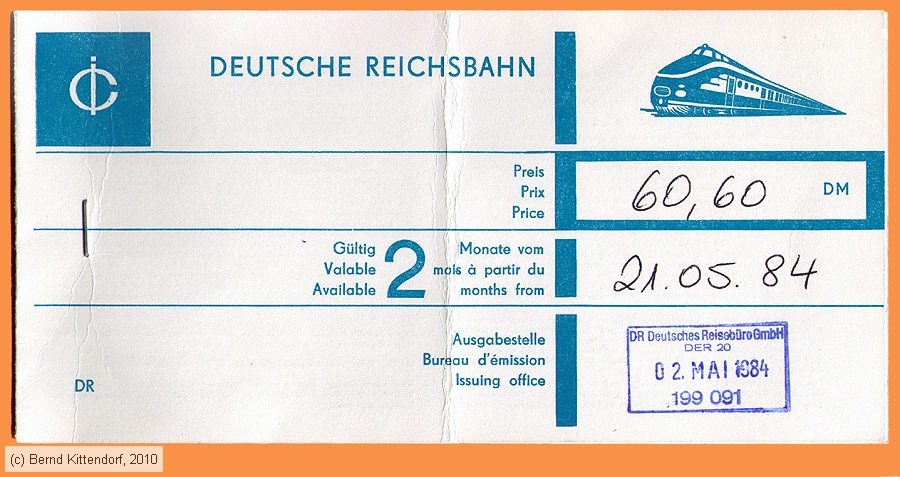 CI
DEUTSCHE REICHSBAHN
Preis
Prix
Price
60,60 DM
Gültig
Valable
Available
2
Monate vom
mois à partir du
months from
21.05.84
Ausgabestelle
Bureau d'émission
Issuing office
DR Deutsches Reisebüro GmbH
DER 20
02. MAI 1984
199 091
DR
(c) Bernd Kittendorf, 2010